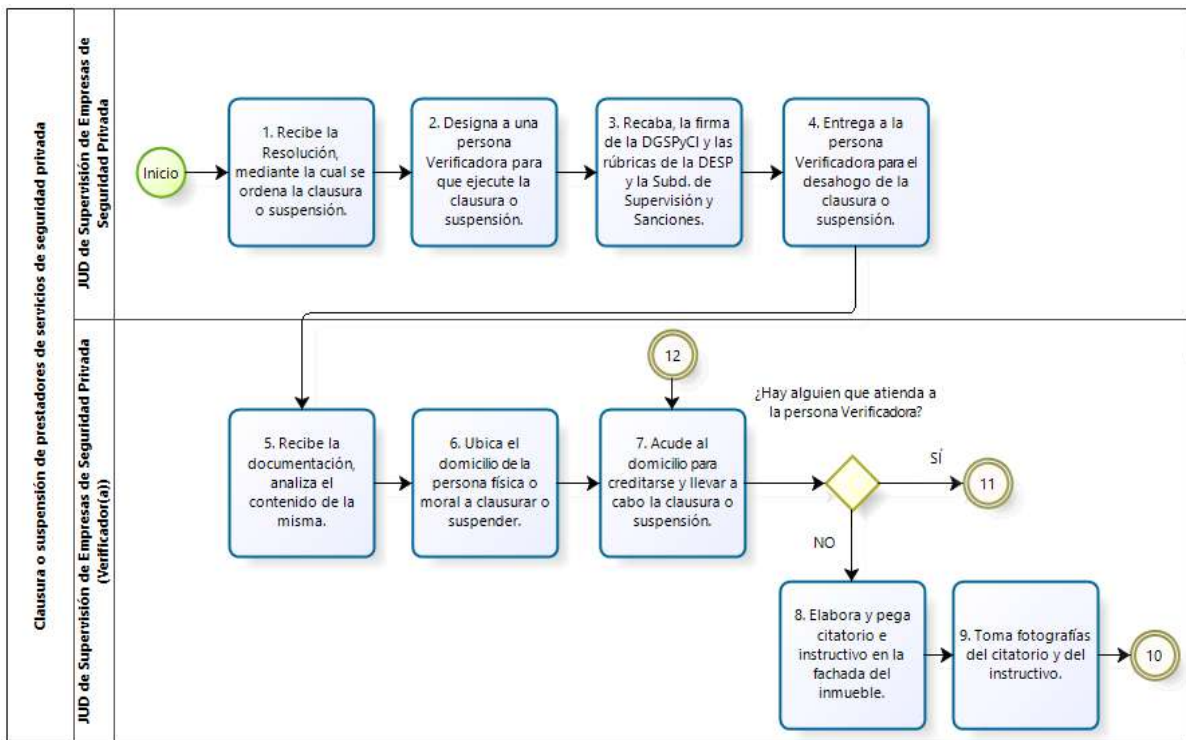 Clausura o suspensión de prestadores de servicios de seguridad privada
JUD de Supervisión de Empresas de
Seguridad Privada
Inicio
1. Recibe la
Resolución,
mediante la cual se
ordena la clausura
o suspensión.
2. Designa a una
persona
Verificadora para
que ejecute la
clausura o
suspensión.
3. Recaba, la firma
de la DGSPyCI y las
rúbricas de la DESP
y la Subd. de
Supervisión y
Sanciones.
4. Entrega a la
persona
Verificadora para el
desahogo de la
clausura o
suspensión.
JUD de Supervisión de Empresas de Seguridad Privada
(Verificador(a))
12
¿Hay alguien que atienda a
la persona Verificadora?
5. Recibe la
documentación,
analiza el
contenido de la
misma.
6. Ubica el
domicilio de la
persona física o
moral a clausurar o
suspender.
7. Acude al
domicilio para
creditarse y llevar a
cabo la clausura o
suspensión.
SÍ
11
NO
8. Elabora y pega
citatorio e
instructivo en la
fachada del
inmueble.
9. Toma fotografías
del citatorio y del
instructivo.
10